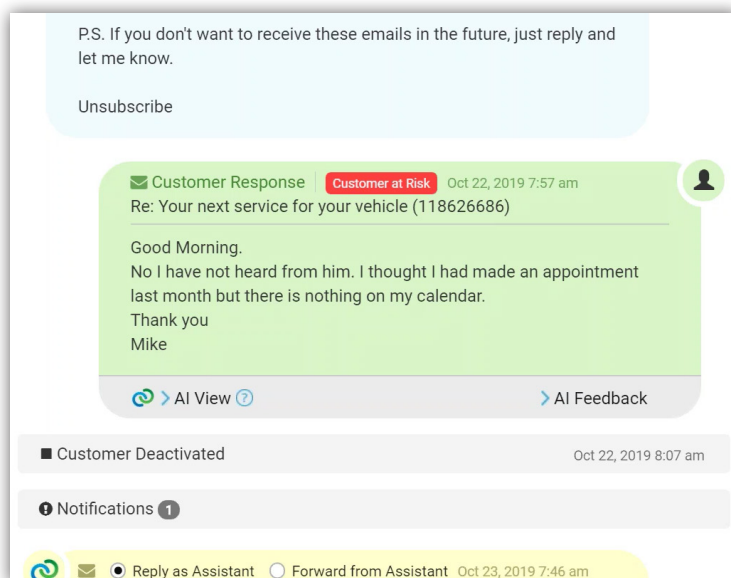 P.S. If you don't want to receive these emails in the future, just reply and
let me know.
Unsubscribe
Customer Response Customer at Risk Oct 22, 2019 7:57 am
Re: Your next service for your vehicle (118626686)
Good Morning.
No I have not heard from him. I thought I had made an appointment
last month but there is nothing on my calendar.
Thank you
Mike
> AI View ? > AI Feedback
Customer Deactivated Oct 22, 2019 8:07 am
Notifications 1
Reply as Assistant Forward from Assistant Oct 23, 2019 7:46 am